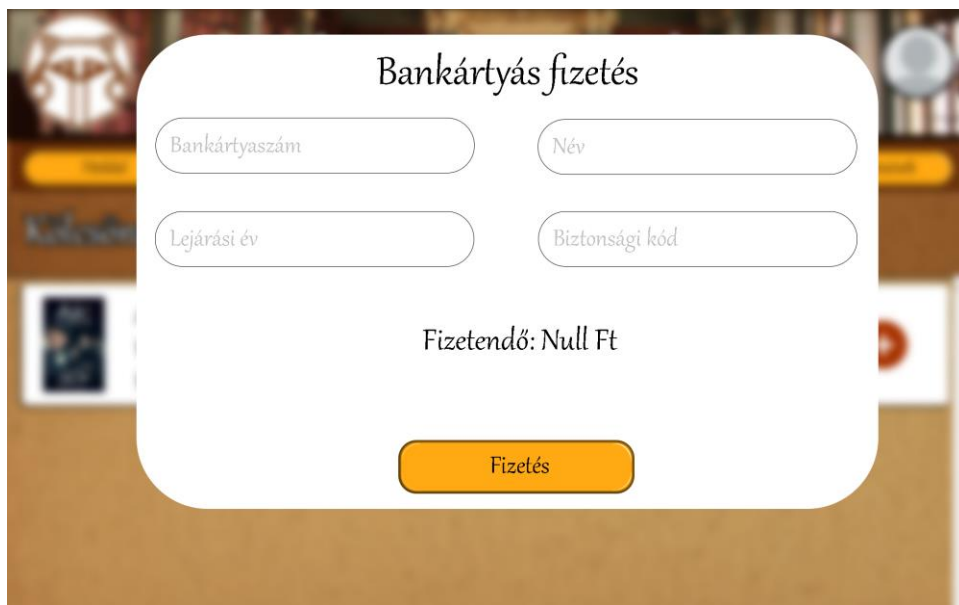 Bankártyás fizetés
Bankártyaszám
Név
Lejárási év
Biztonsági kód
Fizetendő: Null Ft
Fizetés